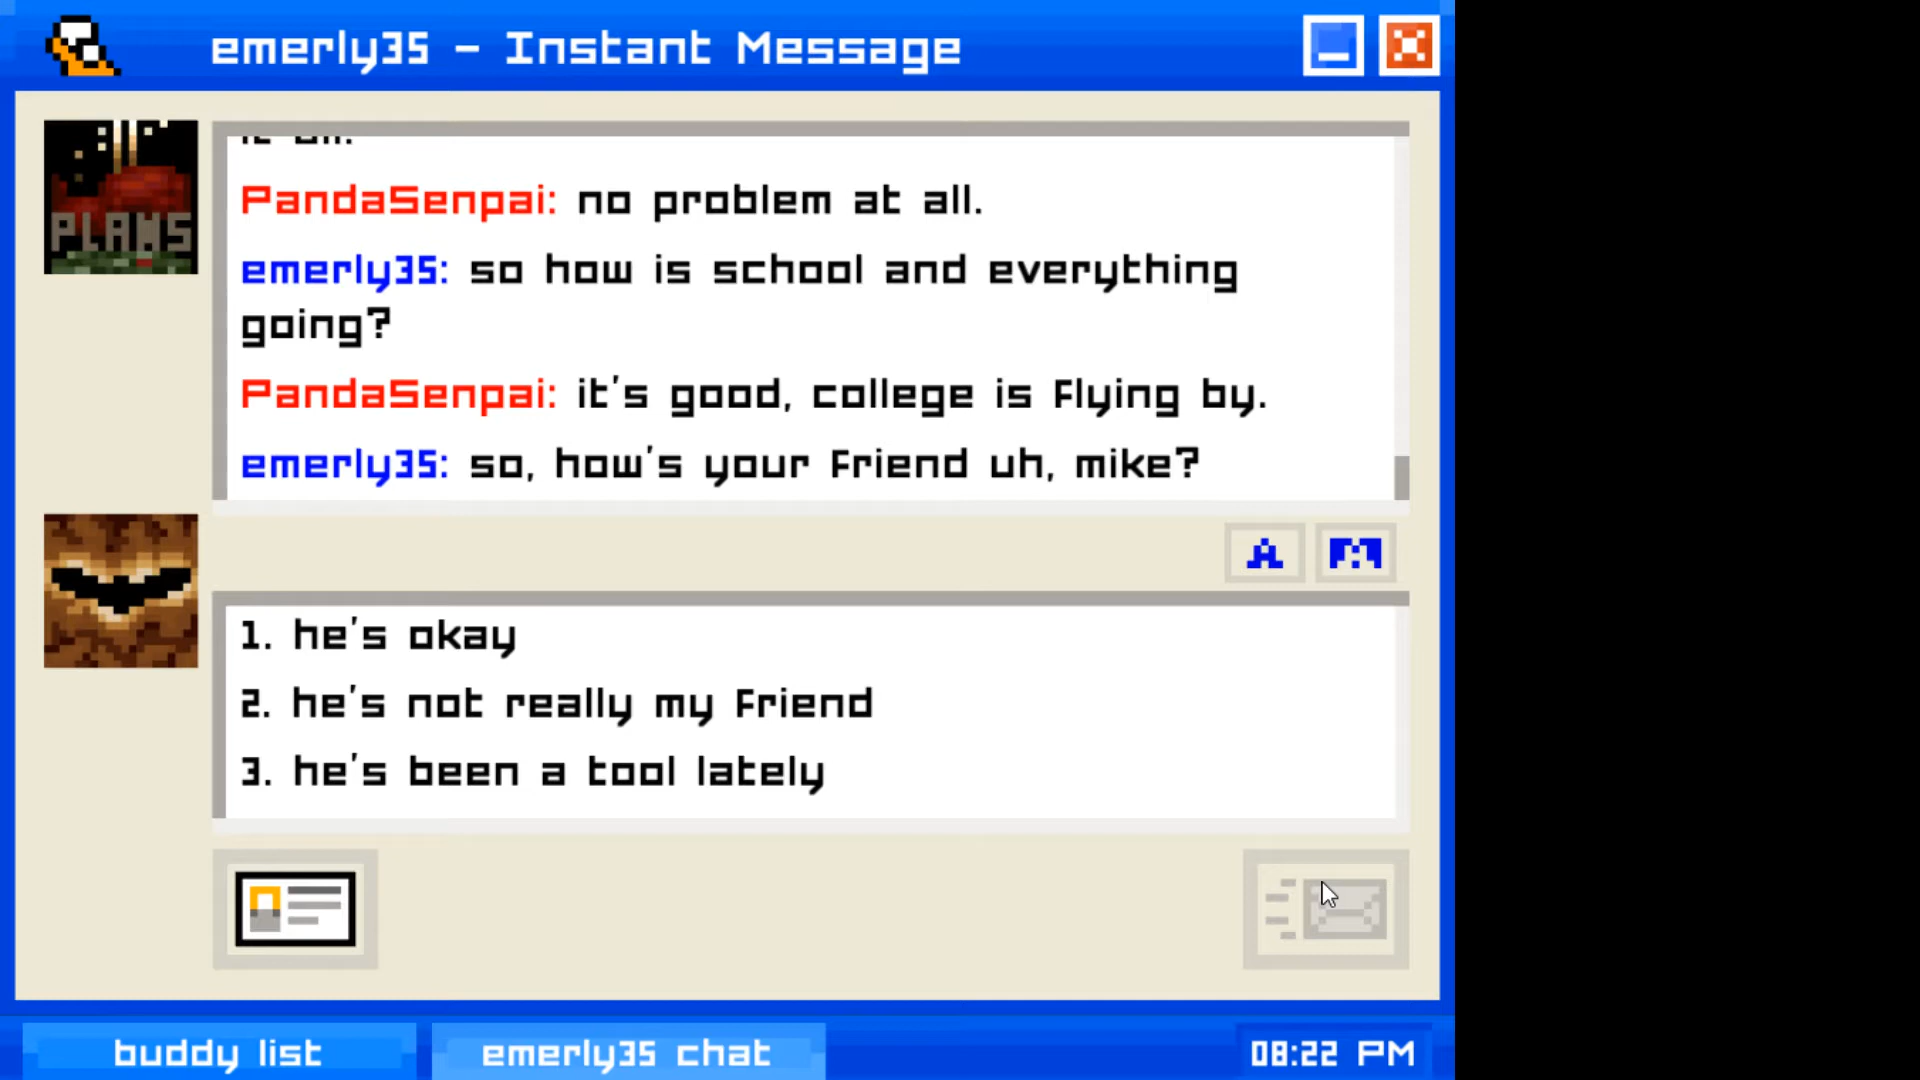 emerly35 - Instant Message
it all.
PandaSenpai: no problem at all.
emerly35: so how is school and everything
going?
PandaSenpai: it's good, college is flying by.
emerly35: so, how's your friend uh, mike?
PLANS
A
1. he's okay
2. he's not really my friend
3. he's been a tool lately
buddy list
emerly35 chat
08:22 PM